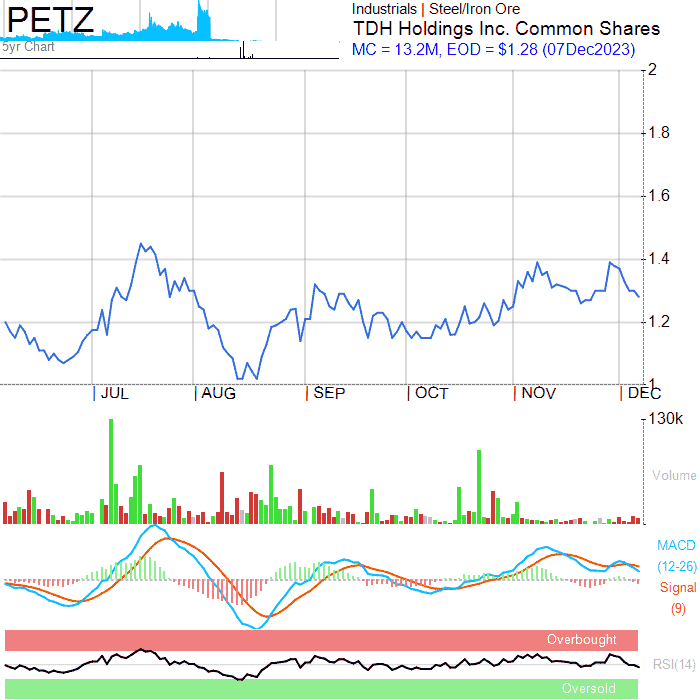 PETZ
5yr Chart
Industrials | Steel/Iron Ore
TDH Holdings Inc. Common Shares
MC = 13.2M, EOD = $1.28 (07Dec2023)
2
1.8
1.6
1.4
1.2
1
JUL AUG SEP OCT NOV DEC
130k
Volume
MACD
(12-26)
Signal
(9)
Overbought
RSI(14)
Oversold